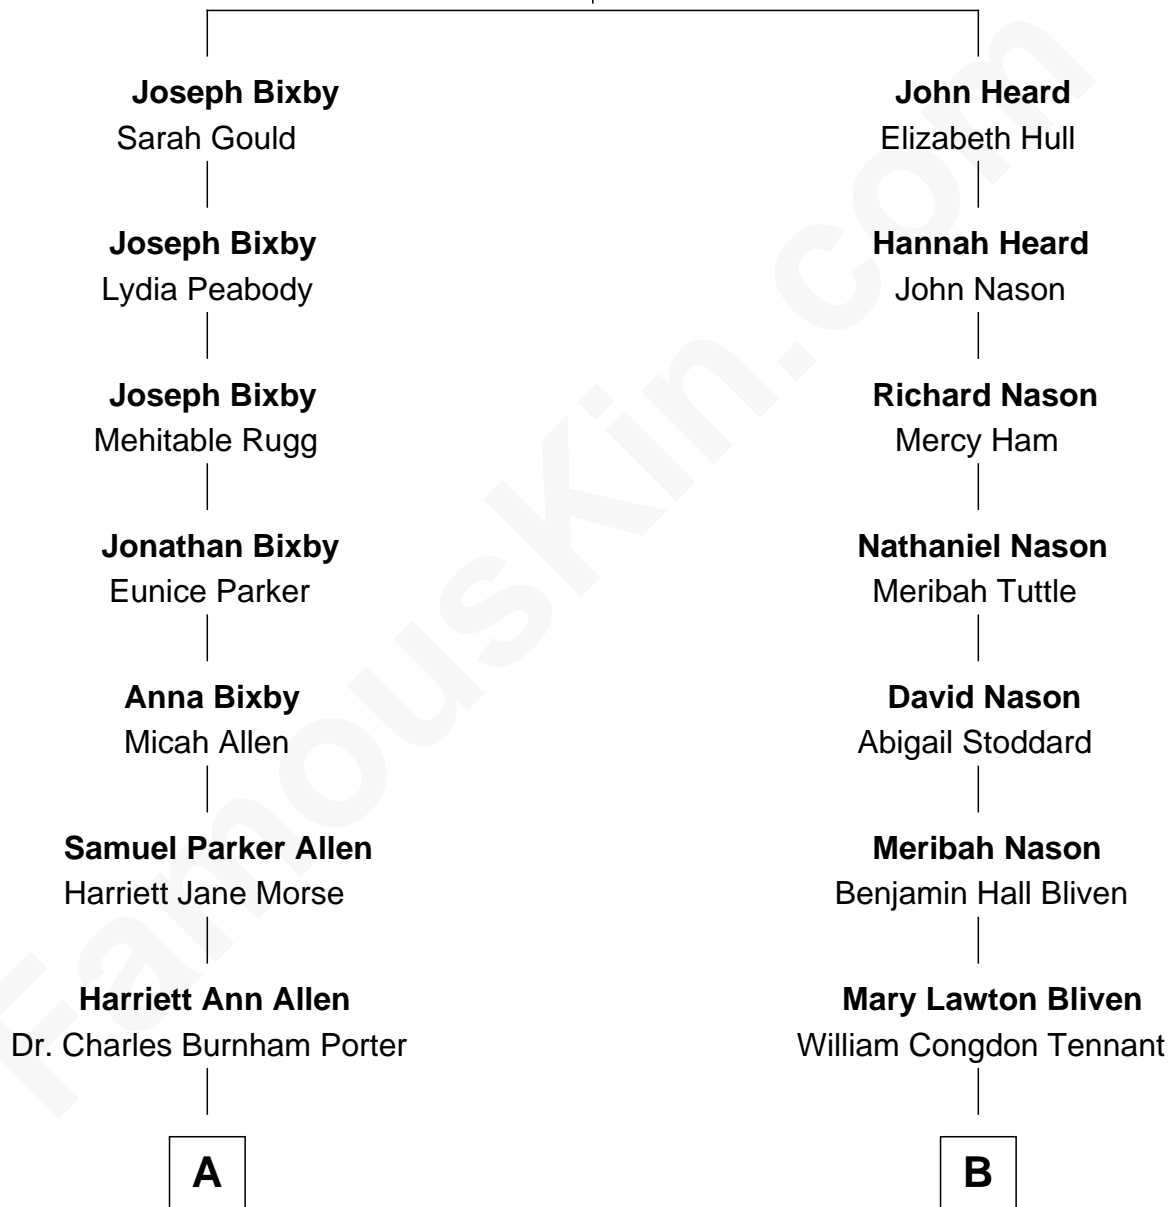 Joseph Bixby
Sarah Gould
Joseph Bixby
Lydia Peabody
Joseph Bixby
Mehitable Rugg
Jonathan Bixby
Eunice Parker
Anna Bixby
Micah Allen
Samuel Parker Allen
Harriett Jane Morse
Harriett Ann Allen
Dr. Charles Burnham Porter
A
John Heard
Elizabeth Hull
Hannah Heard
John Nason
Richard Nason
Mercy Ham
Nathaniel Nason
Meribah Tuttle
David Nason
Abigail Stoddard
Meribah Nason
Benjamin Hall Bliven
Mary Lawton Bliven
William Congdon Tennant
B
FamousKin.com